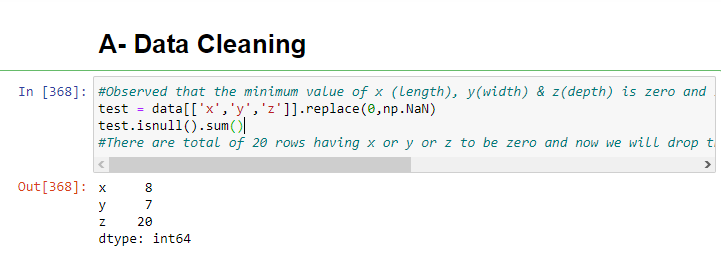 A- Data Cleaning
In [368]: #Observed that the minimum value of x (length), y(width) & z(depth) is zero and
test = data[['x','y','z']].replace(0,np.NaN)
test.isnull().sum()
#There are total of 20 rows having x or y or z to be zero and now we will drop
Out[368]: x 8
y 7
z 20
dtype: int64